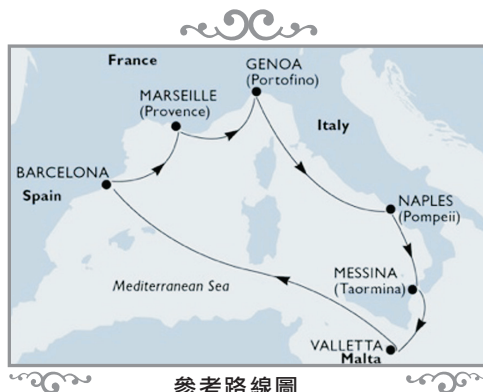 France
GENOA
(Portofino)
MARSEILLE
(Provence)
Italy
BARCELONA
Spain
NAPLES
(Pompeii)
MESSINA
(Taormina)
Mediterranean Sea
VALLETTA
Malta
參考路線圖